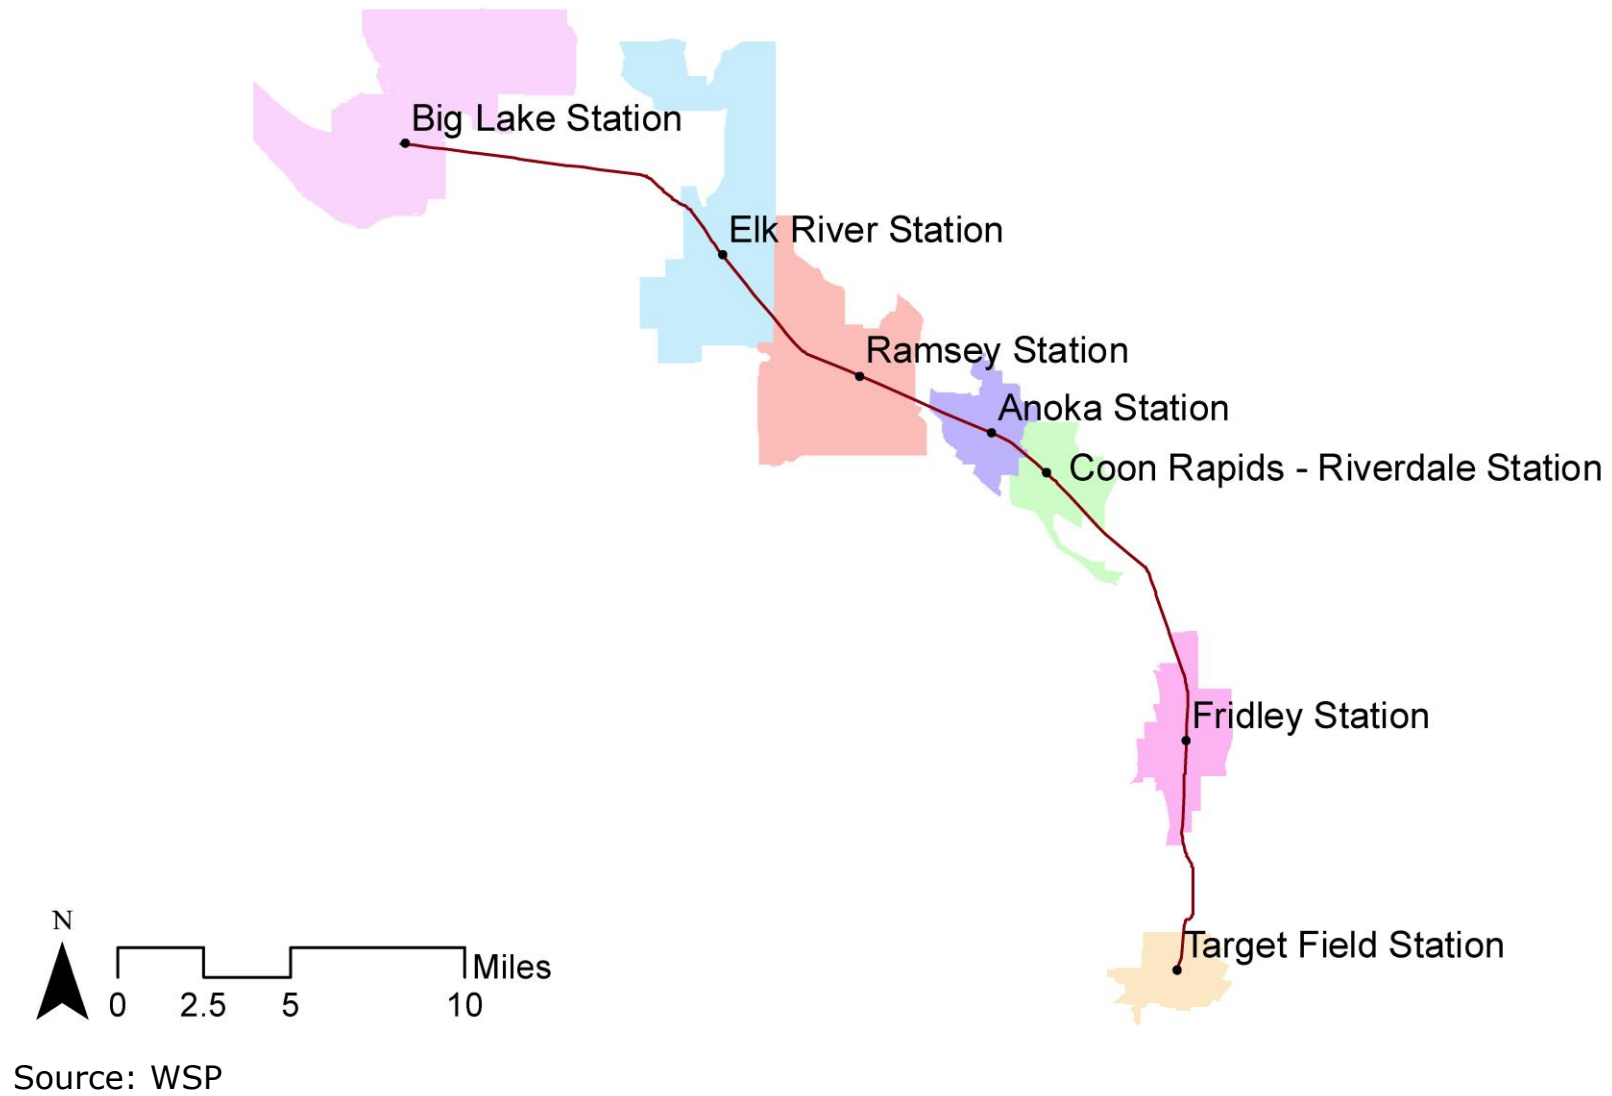 Big Lake Station
Elk River Station
Ramsey Station
Anoka Station
Coon Rapids - Riverdale Station
Fridley Station
Target Field Station
N
Miles
0 2.5 5 10
Source: WSP